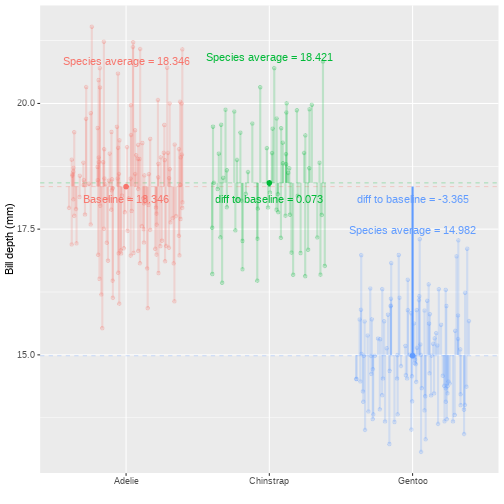 Species average = 18.421
Species average = 18.346
Baseline = 18.346
diff to baseline = 0.073
diff to baseline = -3.365
Species average = 14.982
20.0
17.5
15.0
Bill depth (mm)
Adelie
Chinstrap
Gentoo